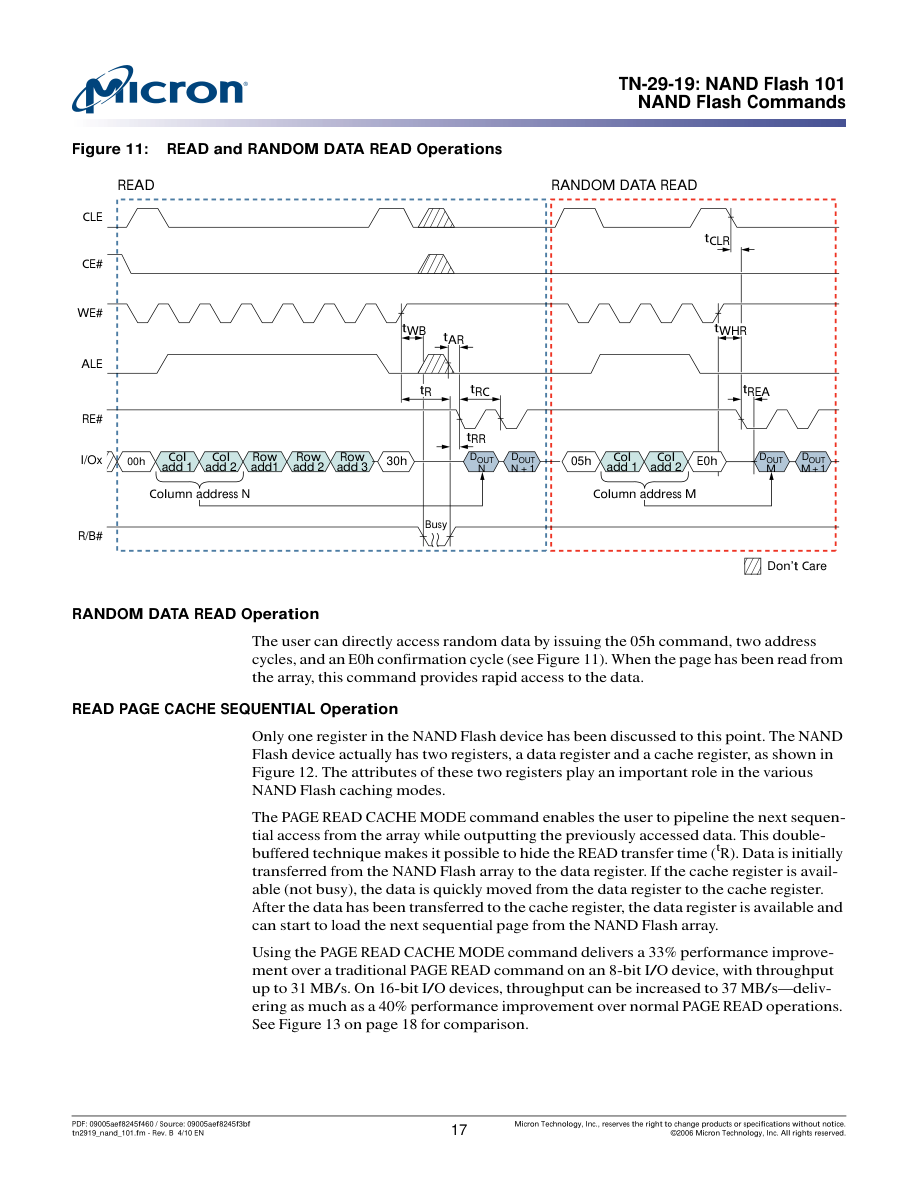 Micron®
TN-29-19: NAND Flash 101
NAND Flash Commands
Figure 11: READ and RANDOM DATA READ Operations
READ
RANDOM DATA READ
CLE
tCLR
CE#
WE#
tWB
tWHR
tAR
ALE
tR
tRC
tREA
RE#
tRR
I/Ox
00h
Col add 1
Col add 2
Row add1
Row add 2
Row add 3
30h
DOUT N
DOUT N + 1
05h
Col add 1
Col add 2
E0h
DOUT M
DOUT M + 1
Column address N
Column address M
Busy
R/B#
Don’t Care
RANDOM DATA READ Operation
The user can directly access random data by issuing the 05h command, two address
cycles, and an E0h confirmation cycle (see Figure 11). When the page has been read from
the array, this command provides rapid access to the data.
READ PAGE CACHE SEQUENTIAL Operation
Only one register in the NAND Flash device has been discussed to this point. The NAND
Flash device actually has two registers, a data register and a cache register, as shown in
Figure 12. The attributes of these two registers play an important role in the various
NAND Flash caching modes.
The PAGE READ CACHE MODE command enables the user to pipeline the next sequen-
tial access from the array while outputting the previously accessed data. This double-
buffered technique makes it possible to hide the READ transfer time (tR). Data is initially
transferred from the NAND Flash array to the data register. If the cache register is avail-
able (not busy), the data is quickly moved from the data register to the cache register.
After the data has been transferred to the cache register, the data register is available and
can start to load the next sequential page from the NAND Flash array.
Using the PAGE READ CACHE MODE command delivers a 33% performance improve-
ment over a traditional PAGE READ command on an 8-bit I/O device, with throughput
up to 31 MB/s. On 16-bit I/O devices, throughput can be increased to 37 MB/s—deliv-
ering as much as a 40% performance improvement over normal PAGE READ operations.
See Figure 13 on page 18 for comparison.
PDF: 09005aef8245f460 / Source: 09005aef8245f3bf
tn2919_nand_101.fm - Rev. B 4/10 EN
17
Micron Technology, Inc., reserves the right to change products or specifications without notice.
©2006 Micron Technology, Inc. All rights reserved.